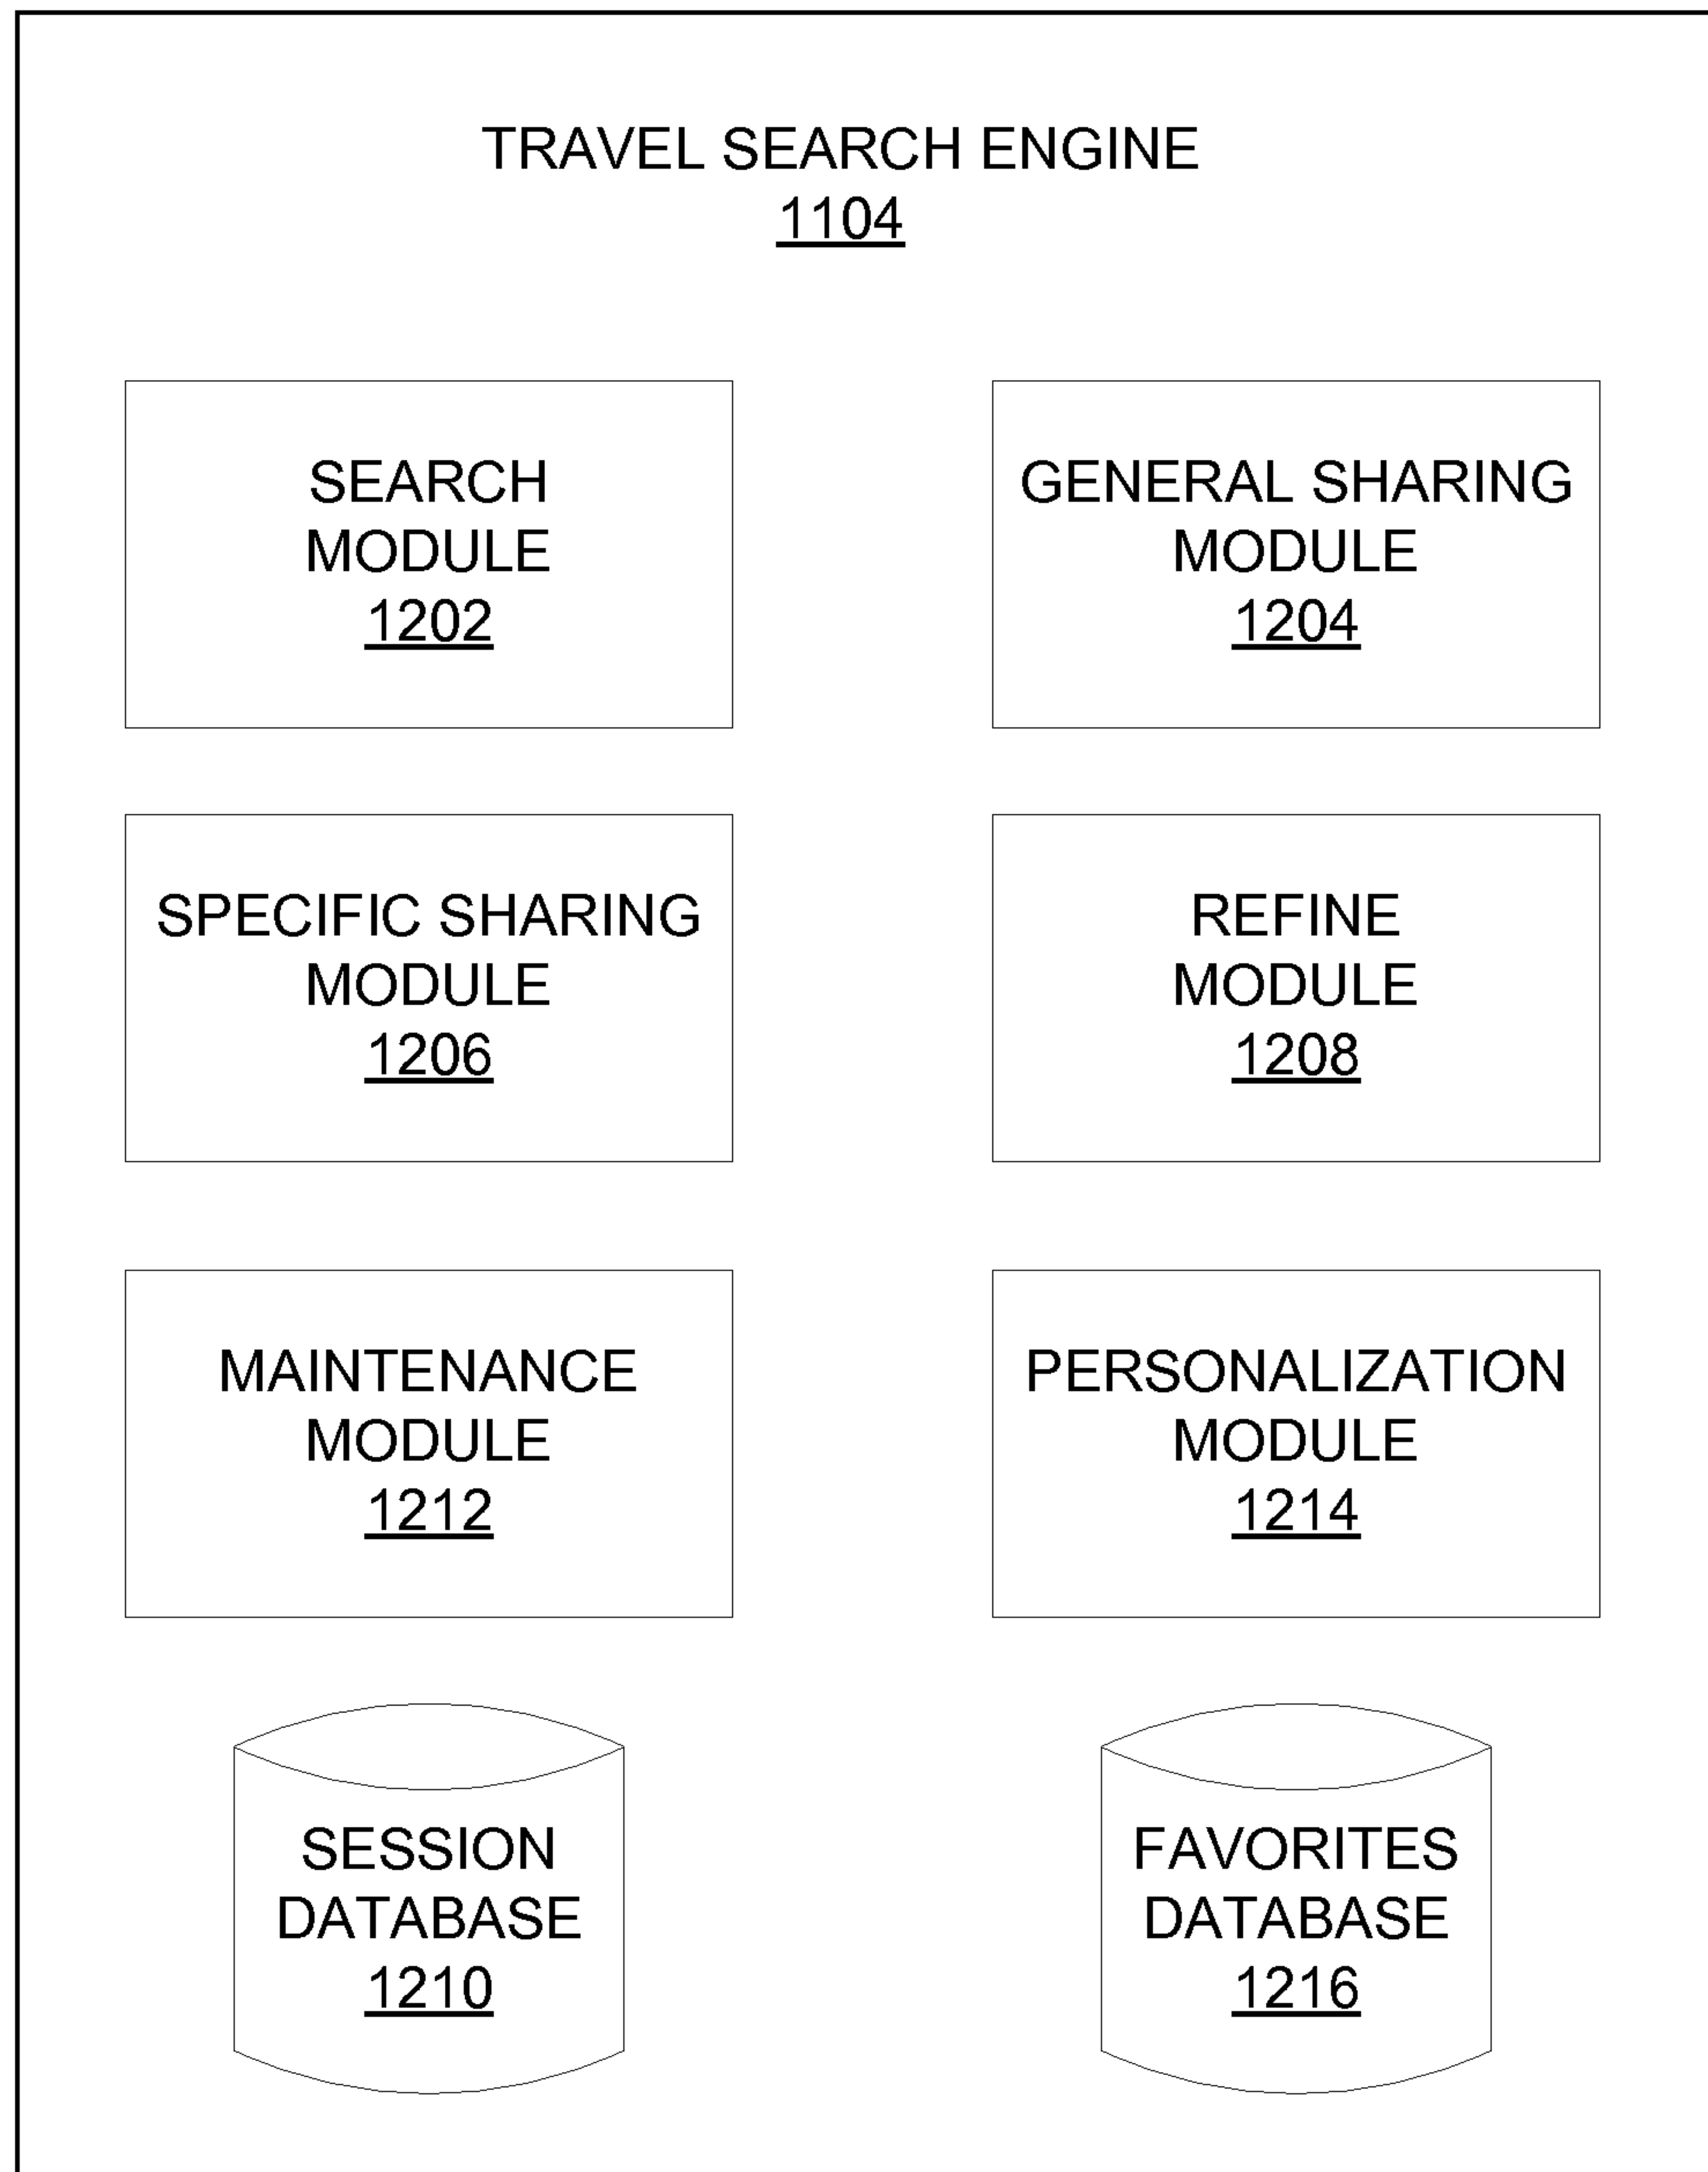 TRAVEL SEARCH ENGINE
1104
SEARCH
MODULE
1202
GENERAL SHARING
MODULE
1204
SPECIFIC SHARING
MODULE
1206
REFINE
MODULE
1208
MAINTENANCE
MODULE
1212
PERSONALIZATION
MODULE
1214
SESSION
DATABASE
1210
FAVORITES
DATABASE
1216